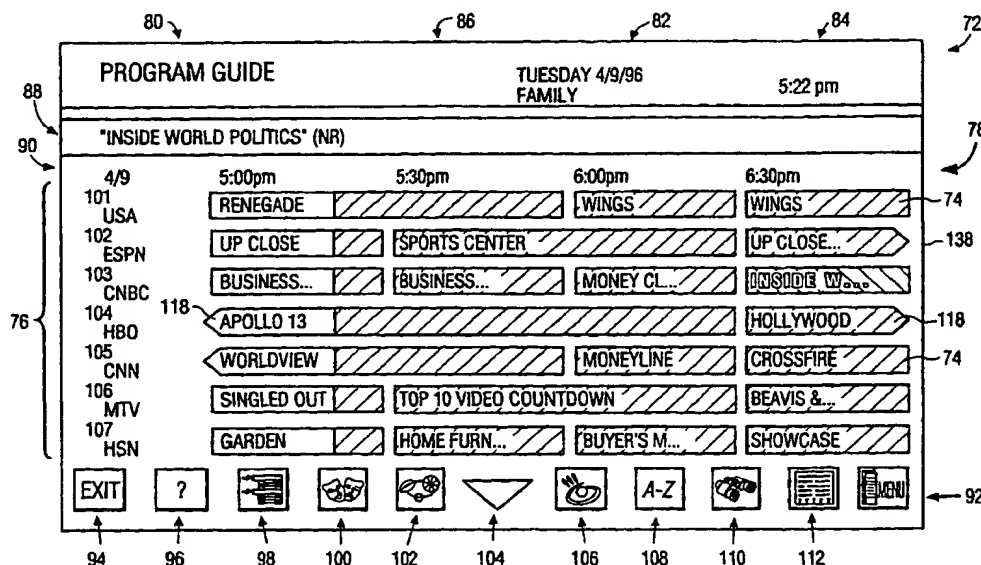 80 86 82 84 72
PROGRAM GUIDE TUESDAY 4/9/96 5:22 pm
FAMILY
88
"INSIDE WORLD POLITICS" (NR) 78
90
4/9 5:00pm 5:30pm 6:00pm 6:30pm
101 USA RENEGADE WINGS WINGS 74
102 ESPN UP CLOSE SPORTS CENTER UP CLOSE... 138
103 CNBC BUSINESS... BUSINESS... MONEY CL... INSIDE W...
76 104 HBO 118 APOLLO 13 HOLLYWOOD 118
105 CNN WORLDVIEW MONEYLINE CROSSFIRE 74
106 MTV SINGLED OUT TOP 10 VIDEO COUNTDOWN BEAVIS &...
107 HSN GARDEN HOME FURN... BUYER'S M... SHOWCASE
EXIT ? A-Z MENU 92
94 96 98 100 102 104 106 108 110 112